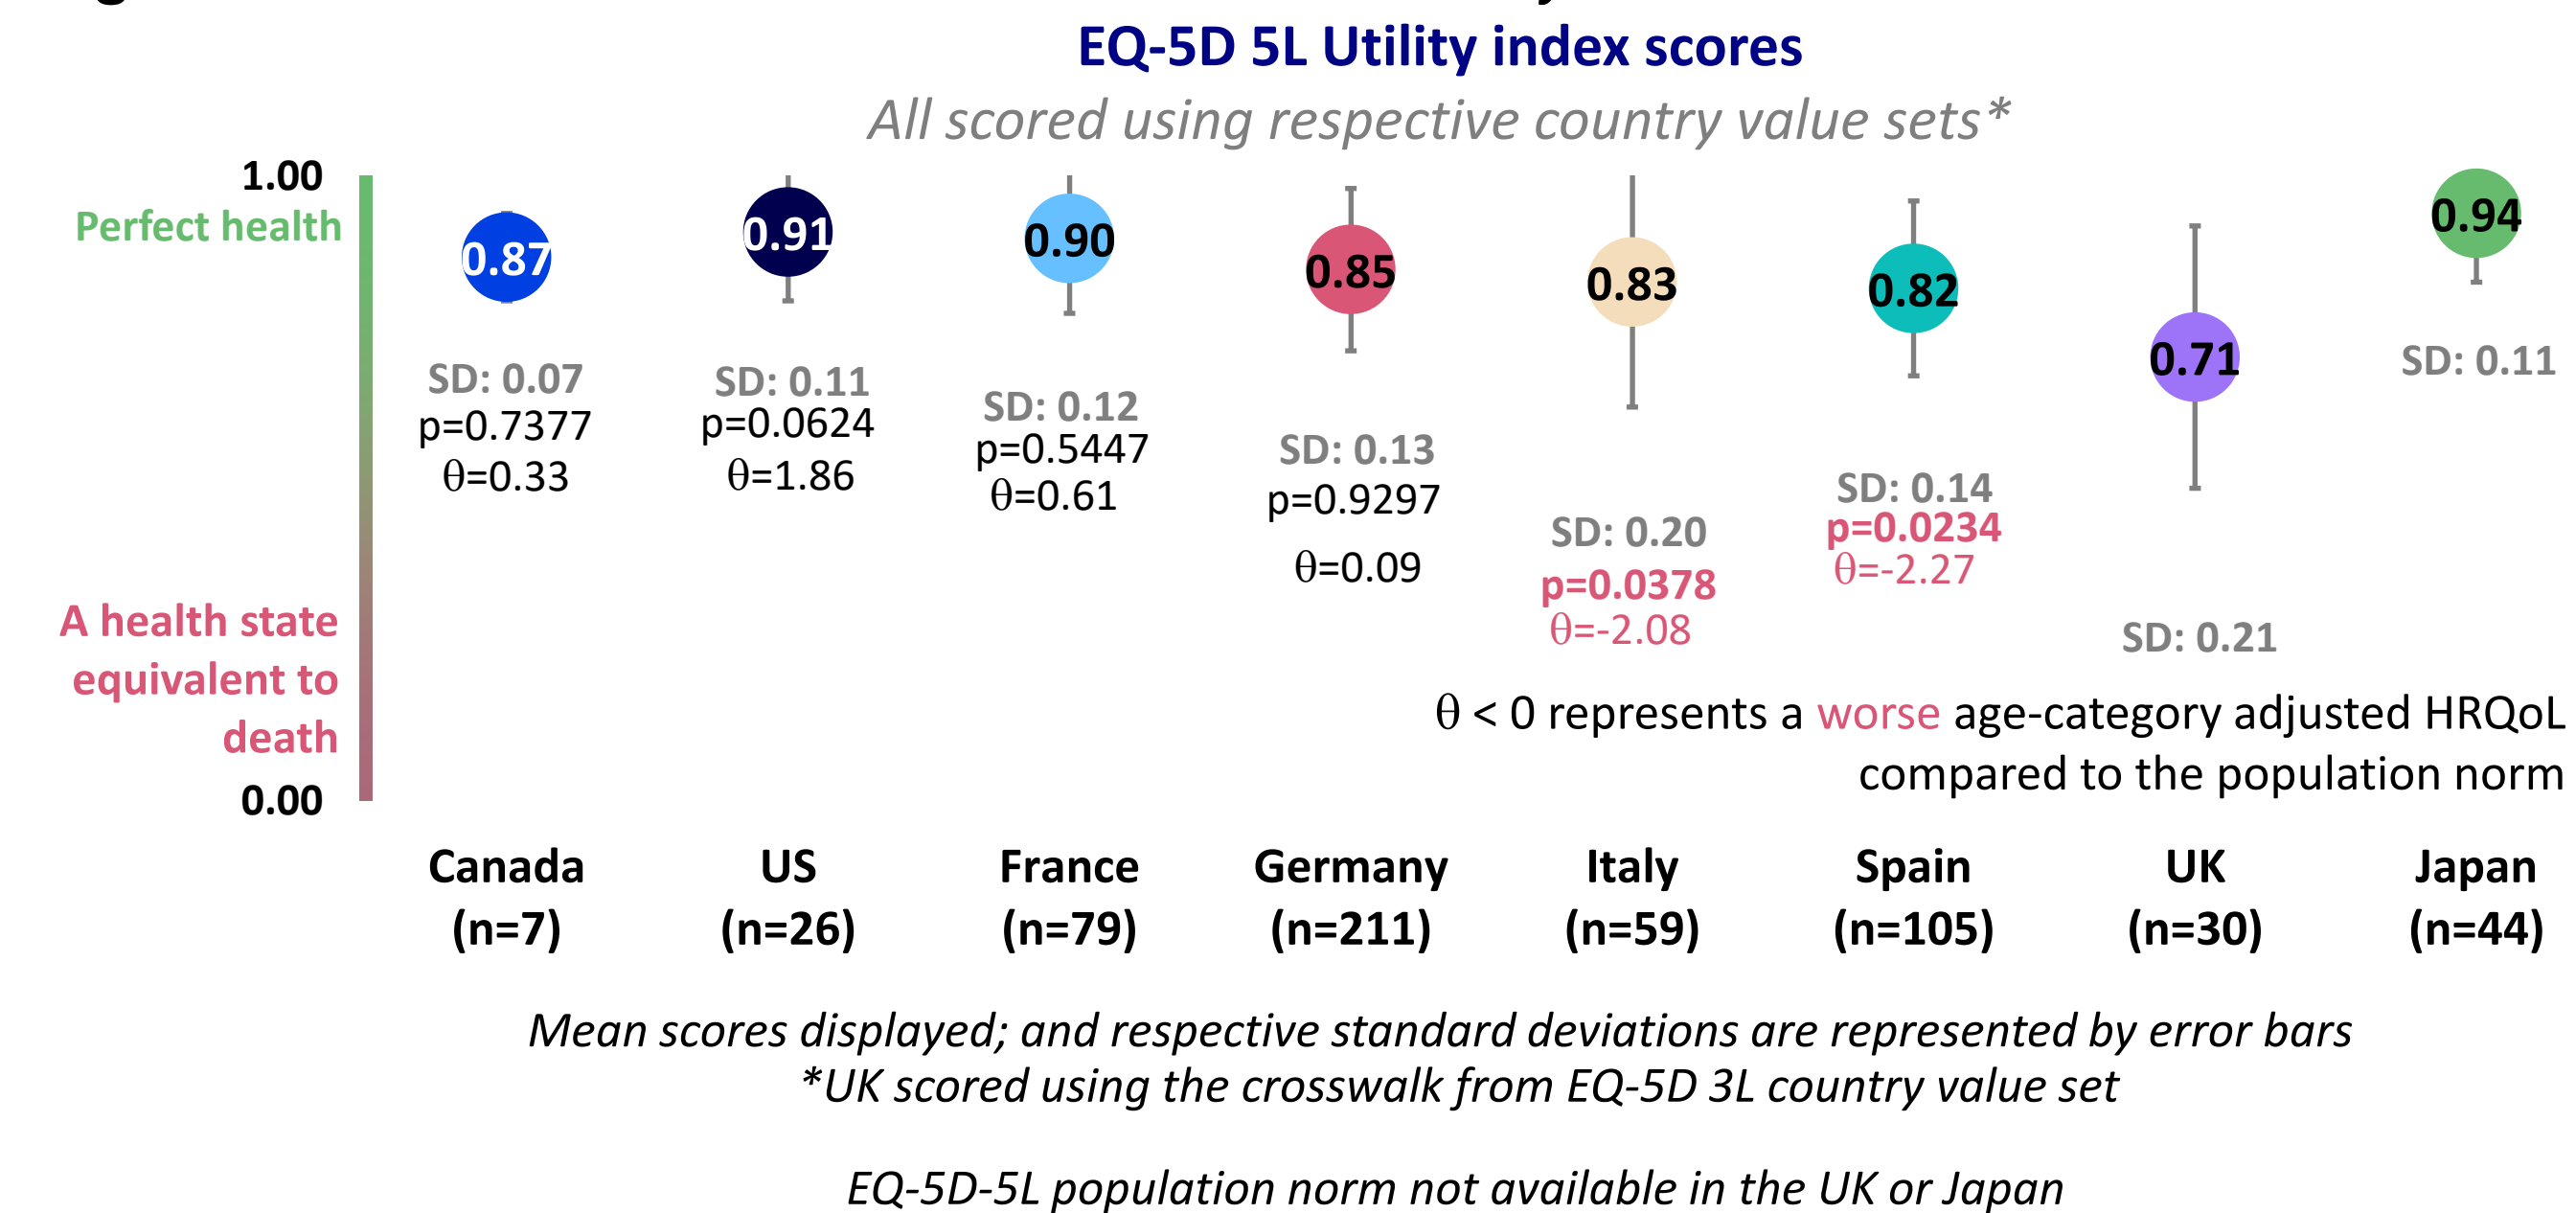 EQ-5D 5L Utility index scores
All scored using respective country value sets*
1.00
Perfect health
0.87
0.91
0.90
0.85
0.83
0.82
0.71
0.94
SD: 0.07
p=0.7377
θ=0.33
SD: 0.11
p=0.0624
θ=1.86
SD: 0.12
p=0.5447
θ=0.61
SD: 0.13
p=0.9297
θ=0.09
SD: 0.20
p=0.0378
θ=-2.08
SD: 0.14
p=0.0234
θ=-2.27
SD: 0.21
SD: 0.11
A health state
equivalent to
death
0.00
θ < 0 represents a worse age-category adjusted HRQoL
compared to the population norm
Canada
(n=7)
US
(n=26)
France
(n=79)
Germany
(n=211)
Italy
(n=59)
Spain
(n=105)
UK
(n=30)
Japan
(n=44)
Mean scores displayed; and respective standard deviations are represented by error bars
*UK scored using the crosswalk from EQ-5D 3L country value set
EQ-5D-5L population norm not available in the UK or Japan